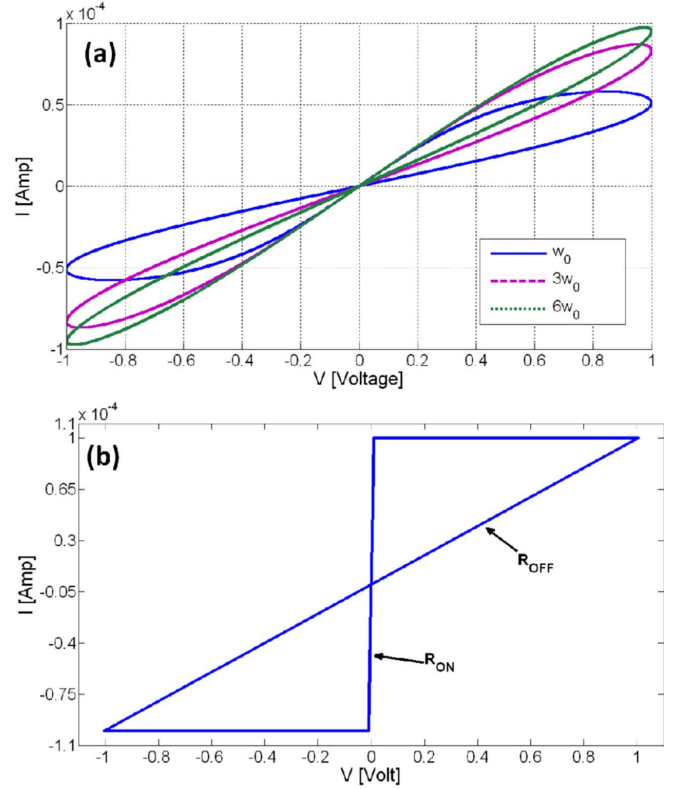 1 x 10⁻⁴
(a)
0.5
0
-0.5
-1
I [Amp]
-1 -0.8 -0.6 -0.4 -0.2 0 0.2 0.4 0.6 0.8 1
V [Voltage]
w₀
3w₀
6w₀
1.1 x 10⁻⁴
(b)
1
0.65
0.3
-0.05
-0.4
-0.75
-1.1
I [Amp]
R_OFF
R_ON
-1 -0.8 -0.6 -0.4 -0.2 0 0.2 0.4 0.6 0.8 1
V [Volt]